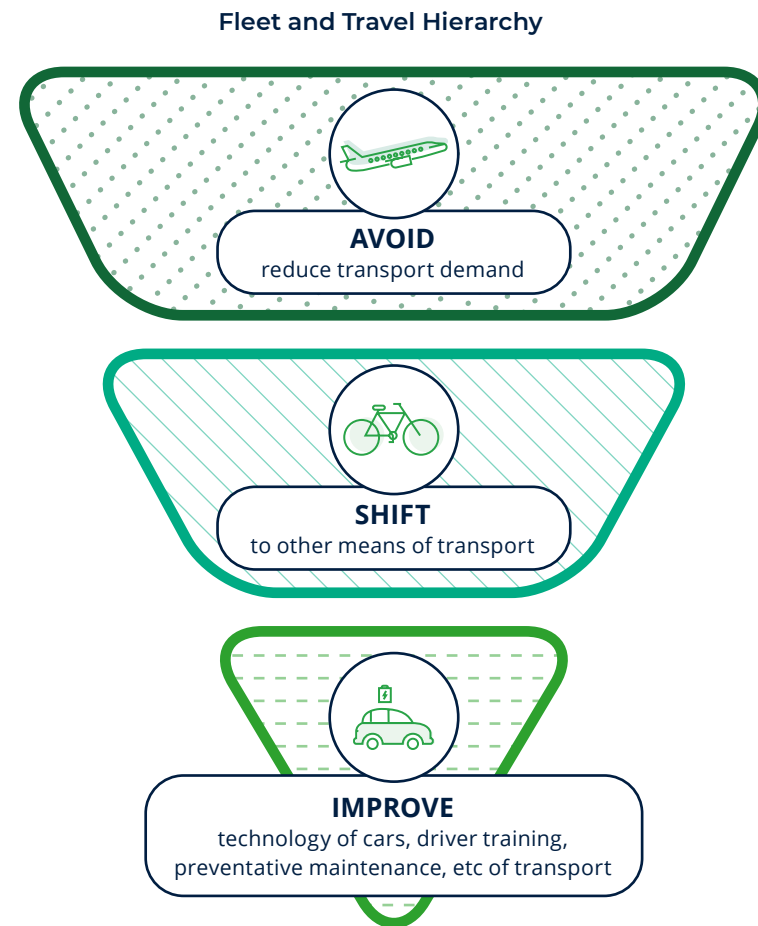 Fleet and Travel Hierarchy
AVOID
reduce transport demand
SHIFT
to other means of transport
IMPROVE
technology of cars, driver training,
preventative maintenance, etc of transport